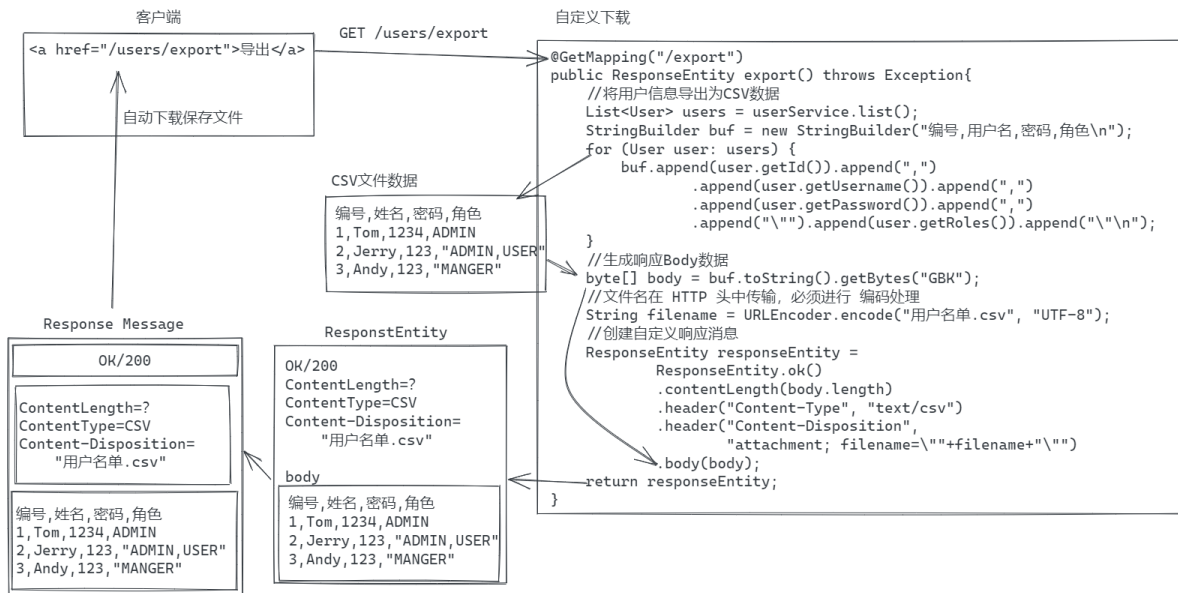 客户端
<a href="/users/export">导出</a>
自动下载保存文件
GET /users/export
自定义下载
@GetMapping("/export")
public ResponseEntity export() throws Exception{
//将用户信息导出为CSV数据
List<User> users = userService.list();
StringBuilder buf = new StringBuilder("编号,用户名,密码,角色\n");
for (User user: users) {
buf.append(user.getId()).append(",")
.append(user.getUsername()).append(",")
.append(user.getPassword()).append(",")
.append("\"").append(user.getRoles()).append("\"\n");
}
//生成响应Body数据
byte[] body = buf.toString().getBytes("GBK");
//文件名在 HTTP 头中传输，必须进行 编码处理
String filename = URLEncoder.encode("用户名单.csv", "UTF-8");
//创建自定义响应消息
ResponseEntity responseEntity =
ResponseEntity.ok()
.contentLength(body.length)
.header("Content-Type", "text/csv")
.header("Content-Disposition",
"attachment; filename=\""+filename+"\"")
.body(body);
return responseEntity;
}
CSV文件数据
编号,姓名,密码,角色
1,Tom,1234,ADMIN
2,Jerry,123,"ADMIN,USER"
3,Andy,123,"MANGER"
ResponstEntity
OK/200
ContentLength=?
ContentType=CSV
Content-Disposition=
"用户名单.csv"
body
编号,姓名,密码,角色
1,Tom,1234,ADMIN
2,Jerry,123,"ADMIN,USER"
3,Andy,123,"MANGER"
Response Message
OK/200
ContentLength=?
ContentType=CSV
Content-Disposition=
"用户名单.csv"
编号,姓名,密码,角色
1,Tom,1234,ADMIN
2,Jerry,123,"ADMIN,USER"
3,Andy,123,"MANGER"